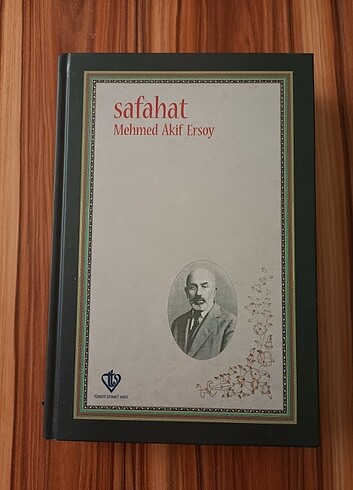 safahat
Mehmed Âkif Ersoy
TÜRKİYE DİYANET VAKFI